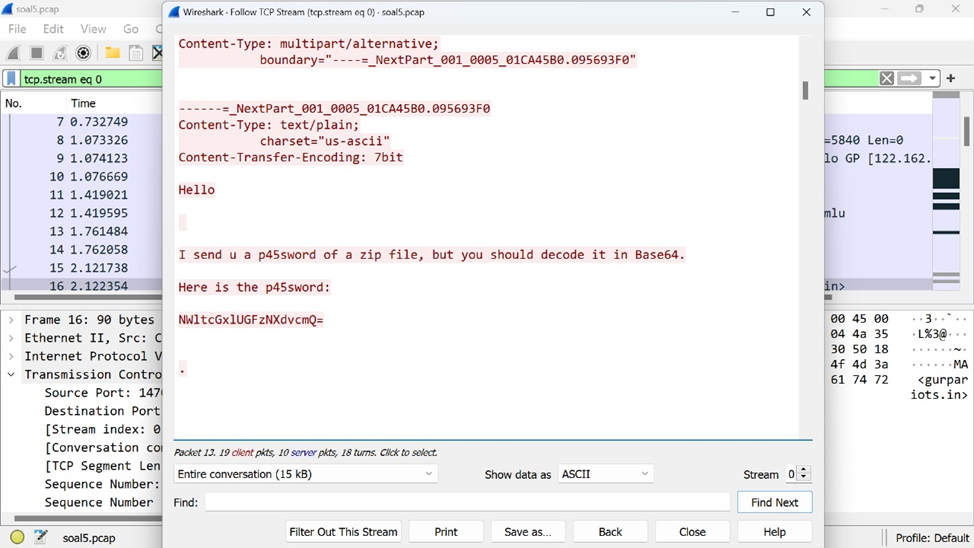 soal5.pcap
File Edit View Go
tcp.stream eq 0
No. Time
7 0.732749
8 1.073326
9 1.074123
10 1.076669
11 1.419021
12 1.419595
13 1.761484
14 1.762058
15 2.121738
16 2.122354
=5840 Len=0
lo GP [122.162.
mlu
in>
Frame 16: 90 bytes
Ethernet II, Src: C
Internet Protocol V
Transmission Contro
Source Port: 1470
Destination Port
[Stream index: 0
[Conversation co
[TCP Segment Len
Sequence Number:
Sequence Number
Wireshark · Follow TCP Stream (tcp.stream eq 0) · soal5.pcap
Content-Type: multipart/alternative;
boundary="----=_NextPart_001_0005_01CA45B0.095693F0"
------=_NextPart_001_0005_01CA45B0.095693F0
Content-Type: text/plain;
charset="us-ascii"
Content-Transfer-Encoding: 7bit
Hello
I send u a p45sword of a zip file, but you should decode it in Base64.
Here is the p45sword:
NWltcGxlUGFzNXdvcmQ=
.
Packet 13. 19 client pkts, 10 server pkts, 18 turns. Click to select.
Entire conversation (15 kB) Show data as ASCII Stream 0
Find: Find Next
Filter Out This Stream Print Save as... Back Close Help
00 45 00 ··3·`··
04 4a 35 ·L%3@
30 50 18
4f 4d 3a ······MA
61 74 72 <gurpar
iots.in>
soal5.pcap Profile: Default